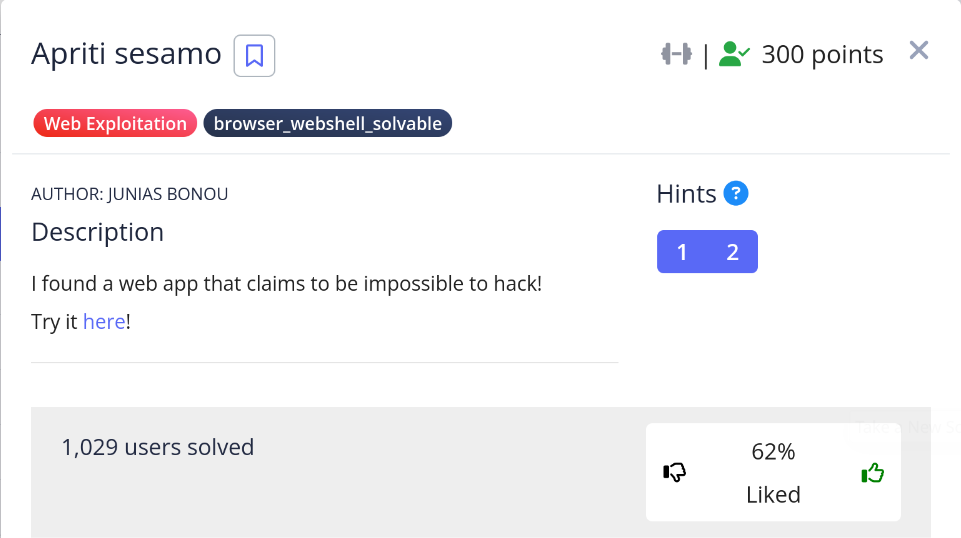 Apriti sesamo
| 300 points
Web Exploitation browser_webshell_solvable
AUTHOR: JUNIAS BONOU
Hints ?
Description
1 2
I found a web app that claims to be impossible to hack!
Try it here!
1,029 users solved
62%
Liked